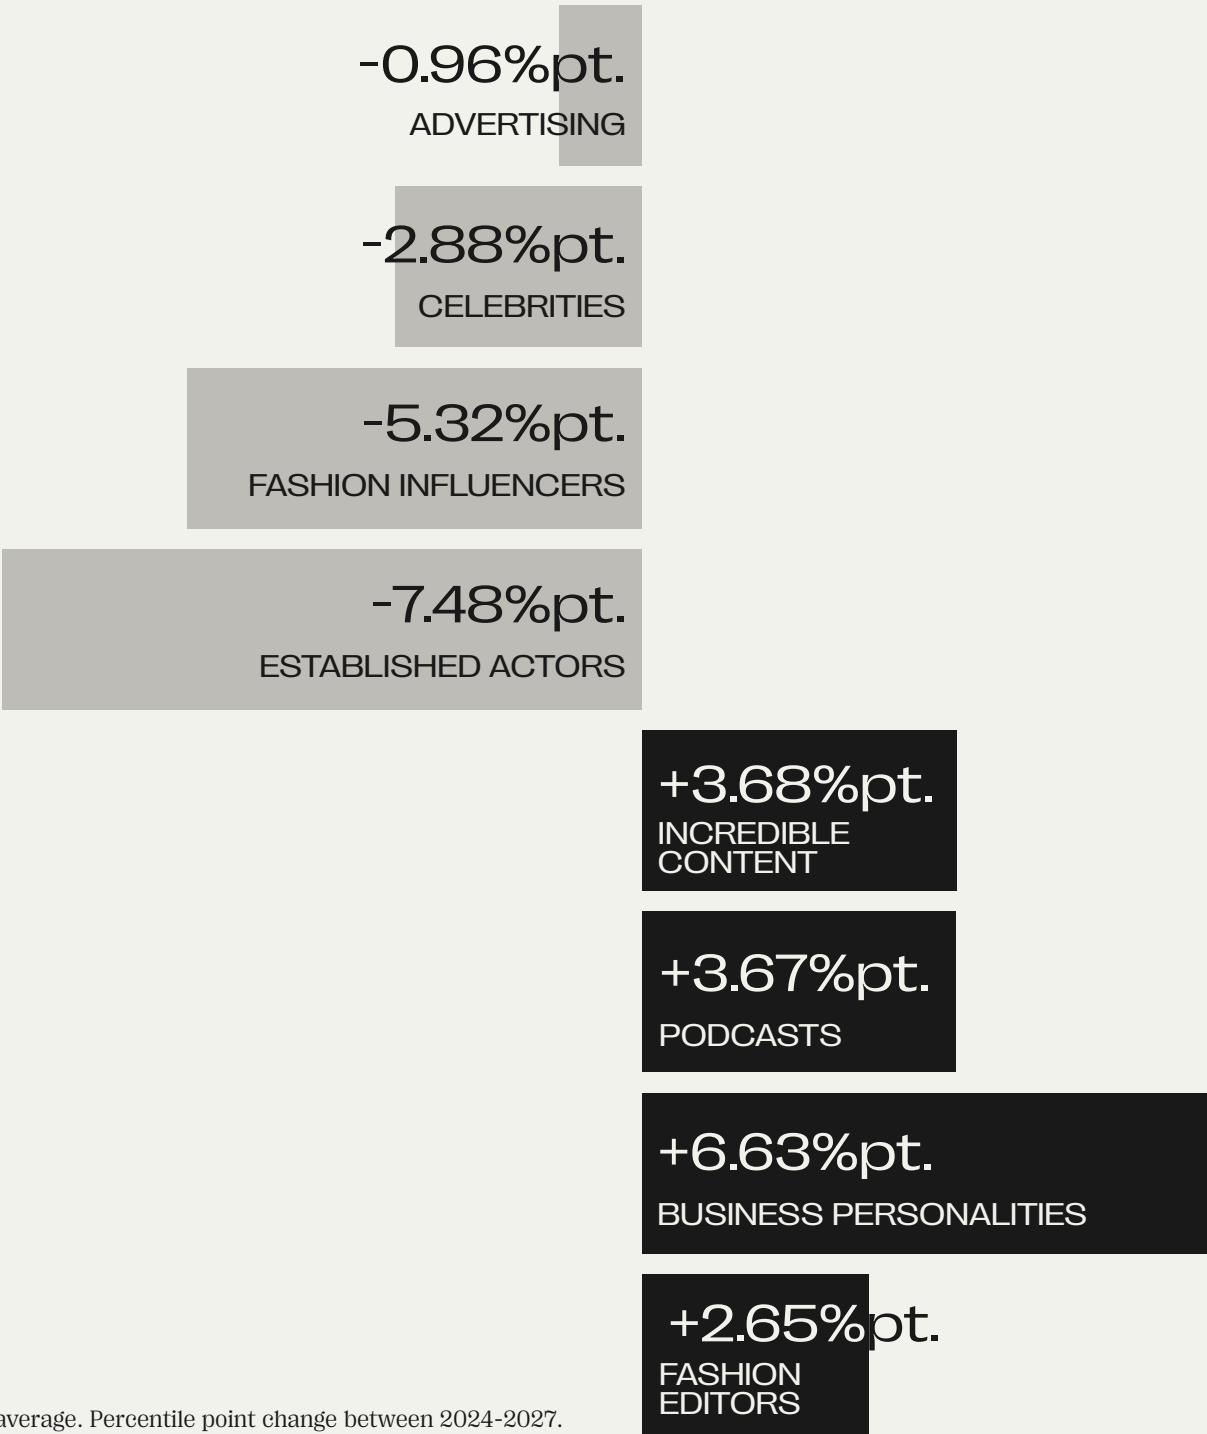 -0.96%pt.
ADVERTISING
-2.88%pt.
CELEBRITIES
-5.32%pt.
FASHION INFLUENCERS
-7.48%pt.
ESTABLISHED ACTORS
+3.68%pt.
INCREDIBLE
CONTENT
+3.67%pt.
PODCASTS
+6.63%pt.
BUSINESS PERSONALITIES
+2.65%pt.
FASHION
EDITORS
average. Percentile point change between 2024-2027.